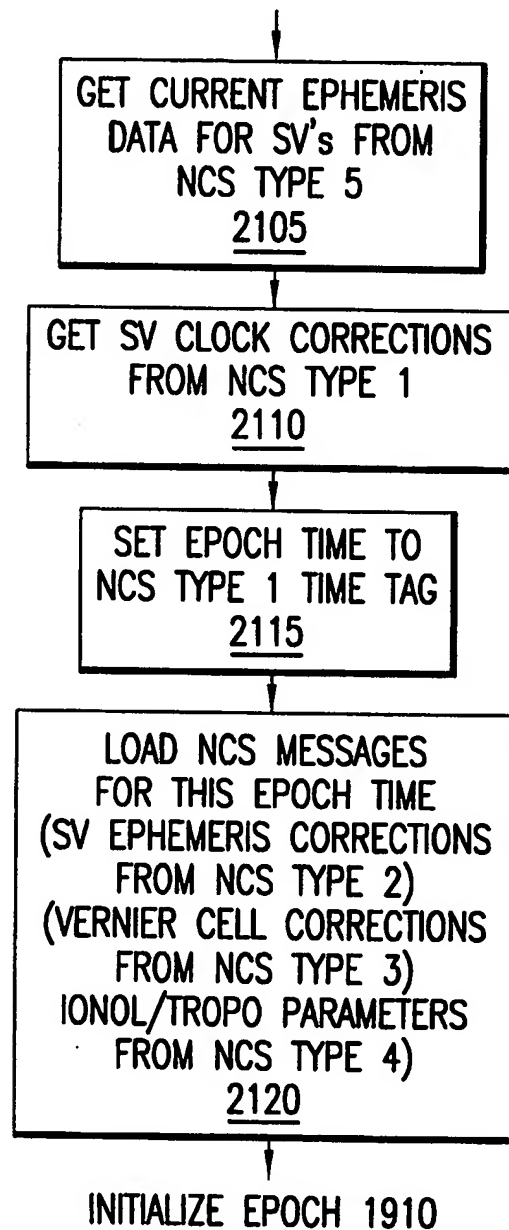 GET CURRENT EPHEMERIS
DATA FOR SV's FROM
NCS TYPE 5
2105
GET SV CLOCK CORRECTIONS
FROM NCS TYPE 1
2110
SET EPOCH TIME TO
NCS TYPE 1 TIME TAG
2115
LOAD NCS MESSAGES
FOR THIS EPOCH TIME
(SV EPHEMERIS CORRECTIONS
FROM NCS TYPE 2)
(VERNIER CELL CORRECTIONS
FROM NCS TYPE 3)
IONOL/TROPO PARAMETERS
FROM NCS TYPE 4)
2120
INITIALIZE EPOCH 1910